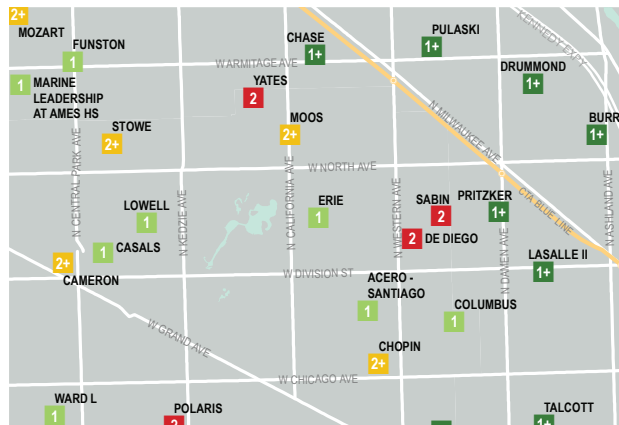 2+
MOZART
FUNSTON
1
1
MARINE
LEADERSHIP
AT AMES HS
STOWE
2+
CHASE
1+
PULASKI
1+
W ARMITAGE AVE
KENNEDY EXPY
YATES
2
DRUMMOND
1+
MOOS
2+
N MILWAUKEE AVE
BURR
1+
N CENTRAL PARK AVE
N KEDZIE AVE
N CALIFORNIA AVE
W NORTH AVE
N WESTERN AVE
N DAMEN AVE
N ASHLAND AVE
CTA BLUE LINE
LOWELL
1
CASALS
1
2+
CAMERON
ERIE
1
SABIN
2
2
DE DIEGO
PRITZKER
1+
LASALLE II
1+
W DIVISION ST
ACERO -
SANTIAGO
1
COLUMBUS
1
W GRAND AVE
CHOPIN
2+
W CHICAGO AVE
WARD L
1
POLARIS
2
TALCOTT
1+